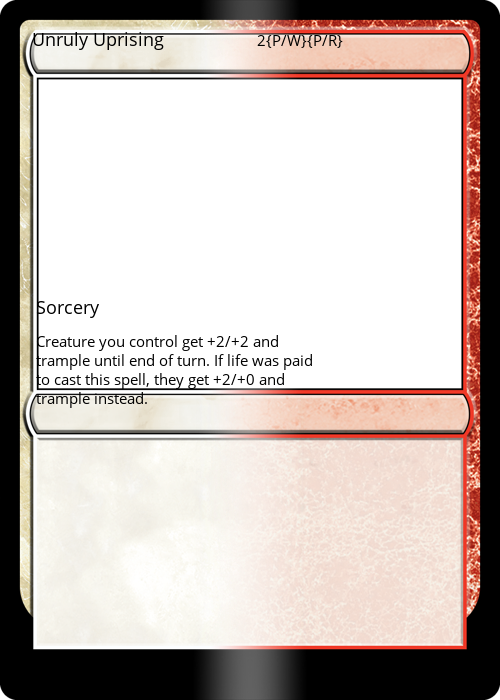 Unruly Uprising 2{P/W}{P/R}
Sorcery
Creature you control get +2/+2 and
trample until end of turn. If life was paid
to cast this spell, they get +2/+0 and
trample instead.